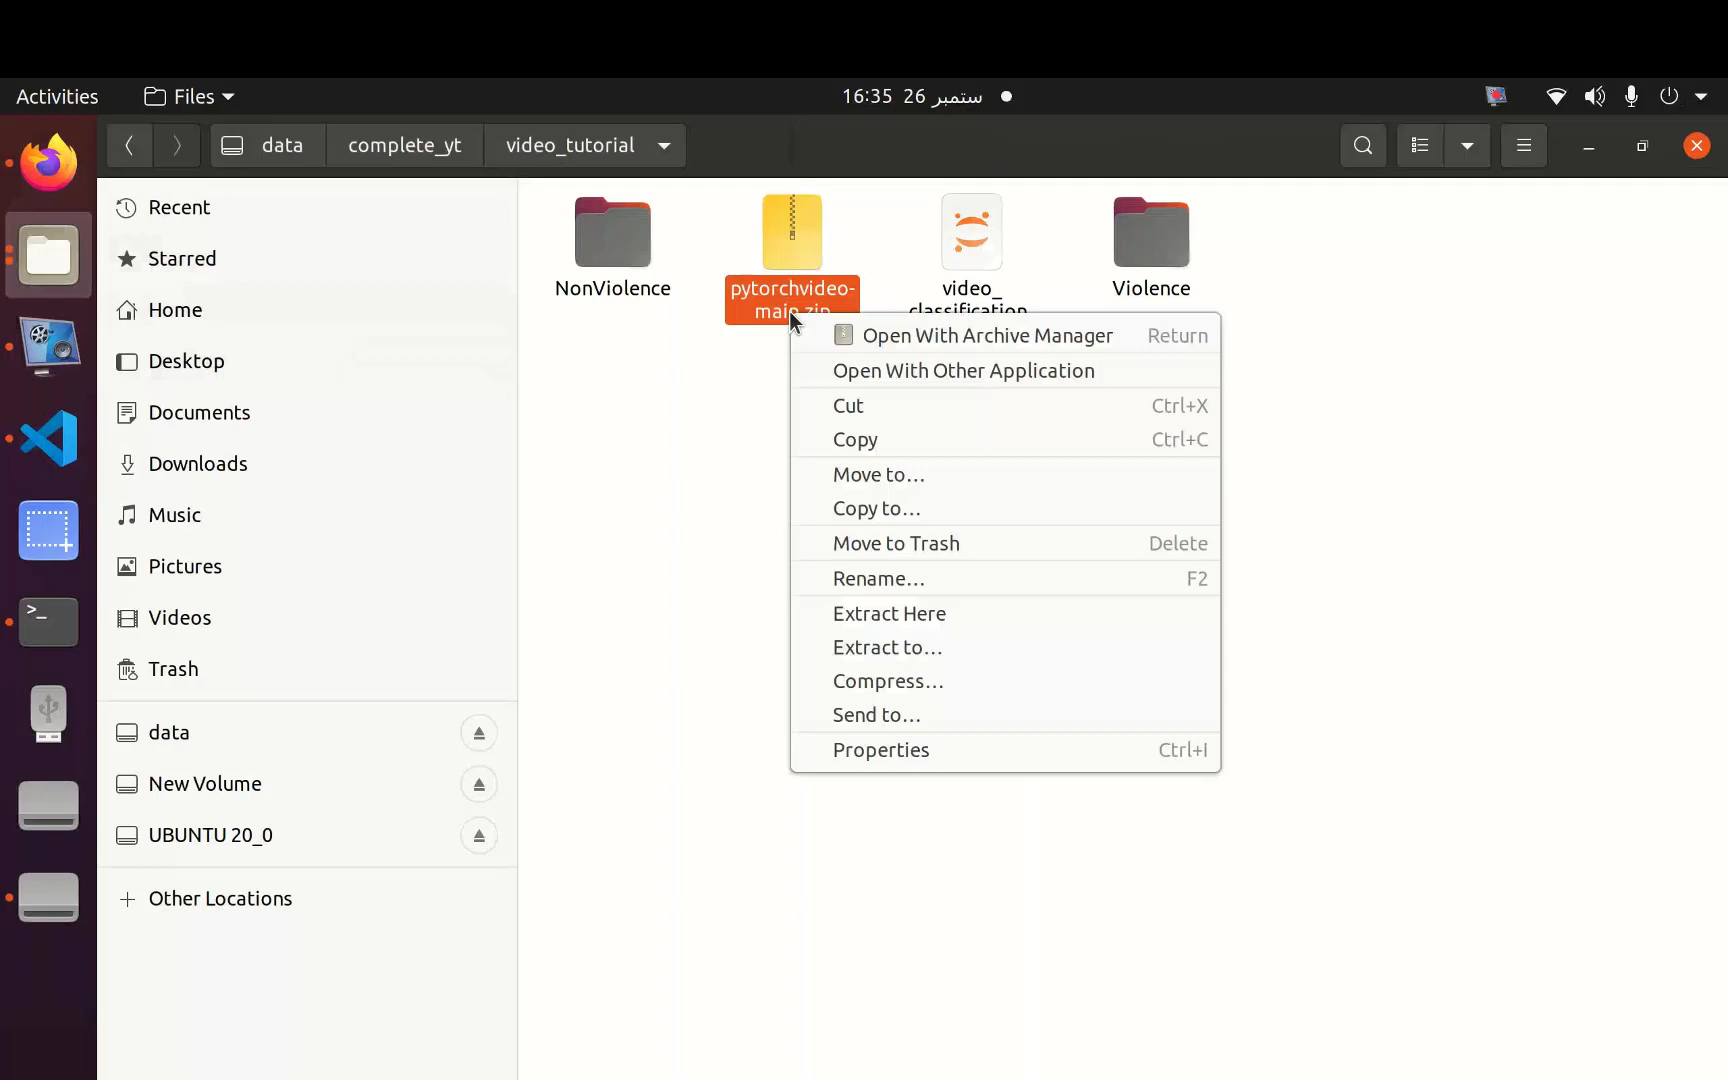 Activities
Files
16:35 26 ستمبر
data
complete_yt
video_tutorial
Recent
Starred
Home
Desktop
Documents
Downloads
Music
Pictures
Videos
Trash
data
New Volume
UBUNTU 20_0
+ Other Locations
NonViolence
pytorchvideo-
main.zip
video_
classification
Violence
Open With Archive Manager Return
Open With Other Application
Cut Ctrl+X
Copy Ctrl+C
Move to…
Copy to…
Move to Trash Delete
Rename… F2
Extract Here
Extract to…
Compress…
Send to…
Properties Ctrl+I